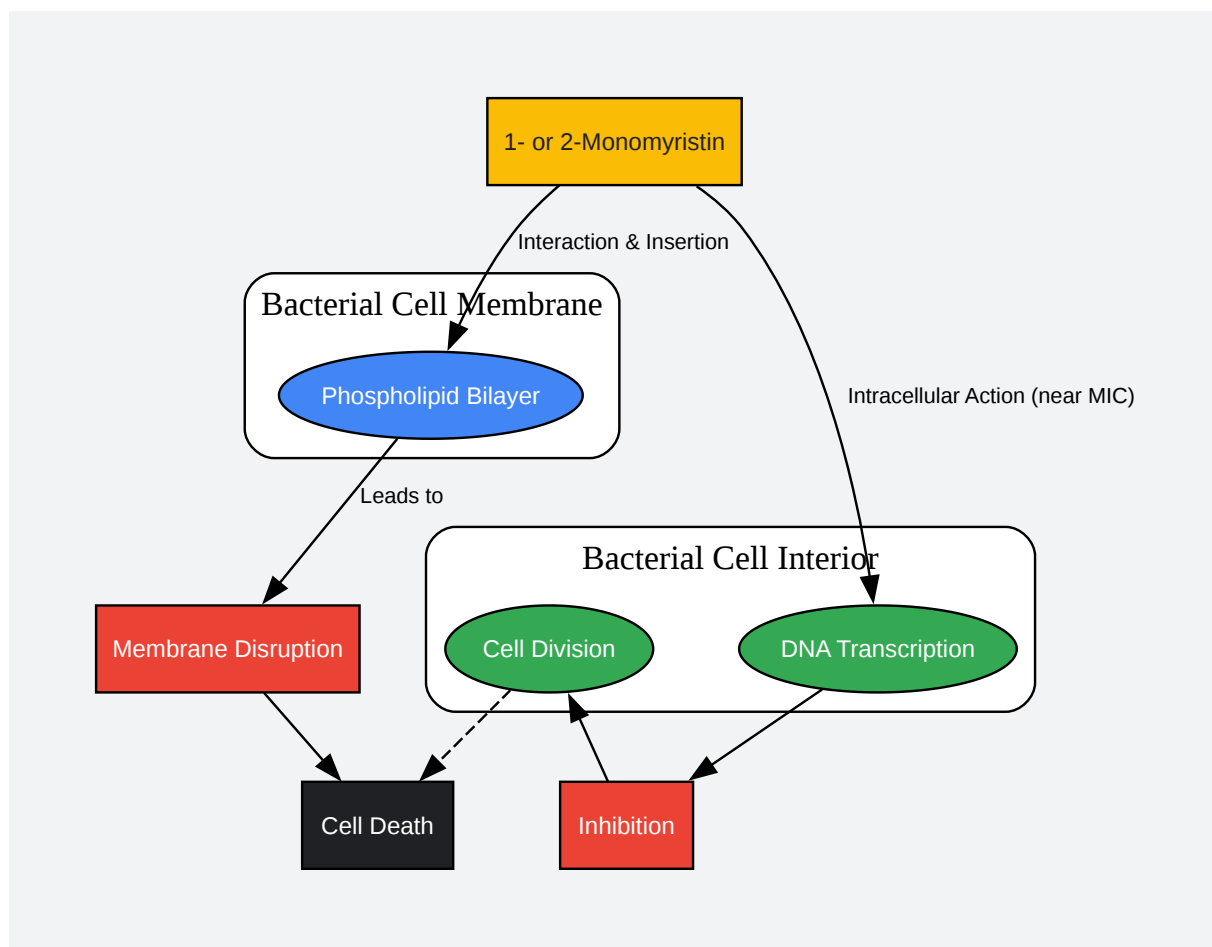 1- or 2-Monomyristin
Interaction & Insertion
Bacterial Cell Membrane
Phospholipid Bilayer
Intracellular Action (near MIC)
Leads to
Bacterial Cell Interior
Membrane Disruption
Cell Division
DNA Transcription
Cell Death
Inhibition